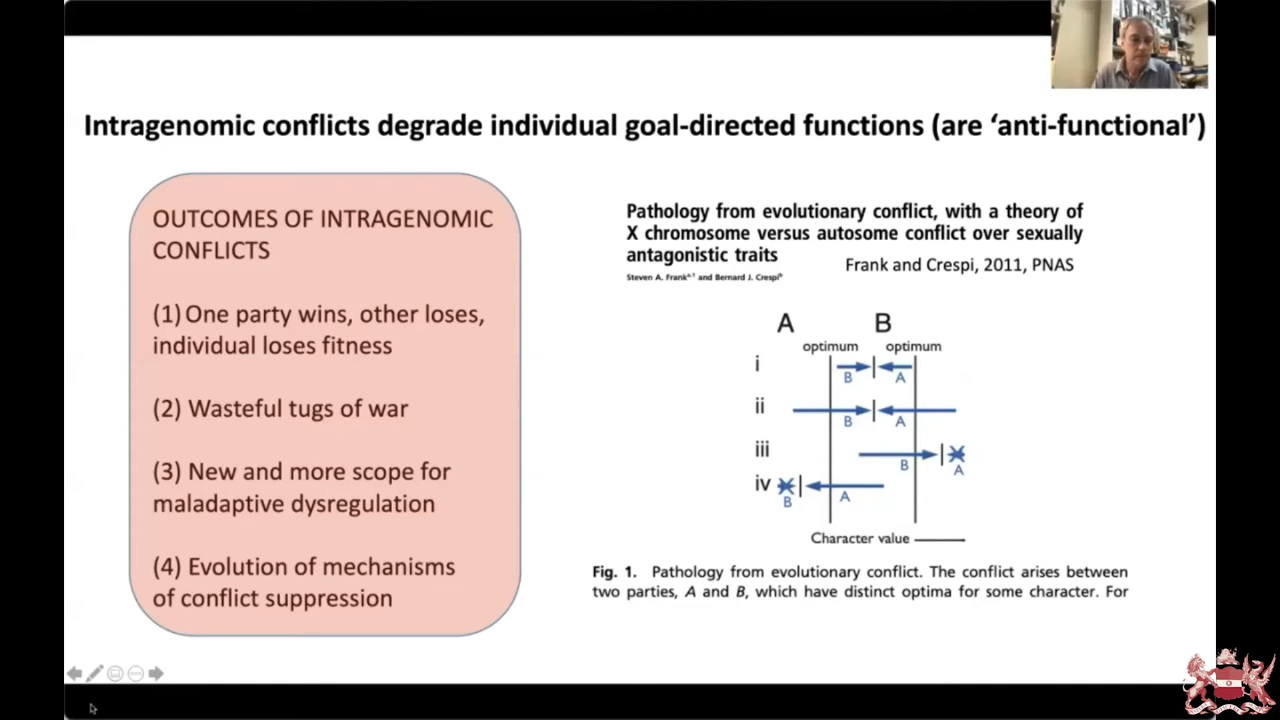 Intragenomic conflicts degrade individual goal-directed functions (are ‘anti-functional’)
OUTCOMES OF INTRAGENOMIC
CONFLICTS
(1) One party wins, other loses,
individual loses fitness
(2) Wasteful tugs of war
(3) New and more scope for
maladaptive dysregulation
(4) Evolution of mechanisms
of conflict suppression
Pathology from evolutionary conflict, with a theory of
X chromosome versus autosome conflict over sexually
antagonistic traits
Frank and Crespi, 2011, PNAS
Steven A. Frank and Bernard J. Crespi
A B
optimum optimum
i
B A
ii
B A
iii
B A
iv
B A
Character value
Fig. 1. Pathology from evolutionary conflict. The conflict arises between
two parties, A and B, which have distinct optima for some character. For